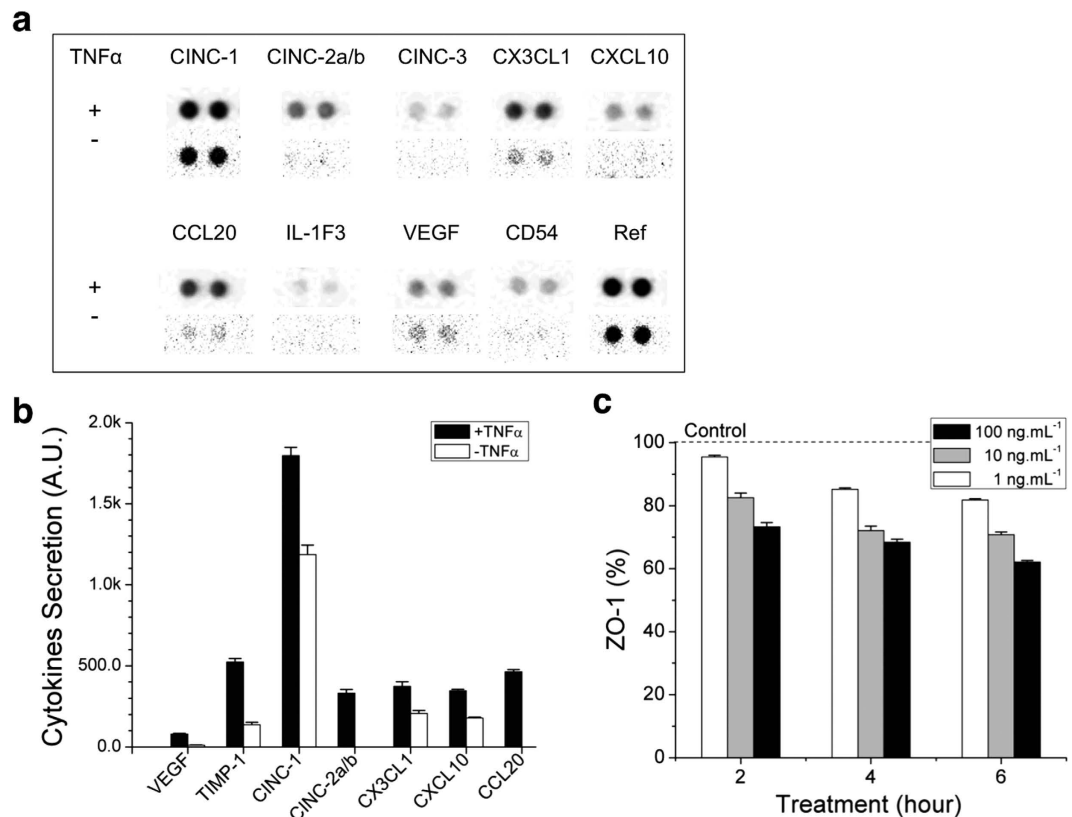 a
TNFα CINC-1 CINC-2a/b CINC-3 CX3CL1 CXCL10
+
-
CCL20 IL-1F3 VEGF CD54 Ref
+
-
b
Cytokines Secretion (A.U.)
2.0k
1.5k
1.0k
500.0
0.0
+TNFα
-TNFα
VEGF
TIMP-1
CINC-1
CINC-2a/b
CX3CL1
CXCL10
CCL20
c
ZO-1 (%)
100
80
60
40
20
0
Control
100 ng.mL⁻¹
10 ng.mL⁻¹
1 ng.mL⁻¹
2 4 6
Treatment (hour)